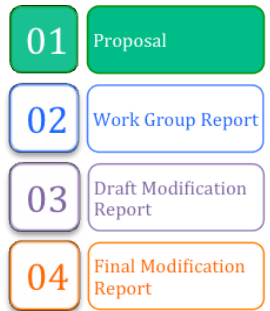 01
Proposal
02
Work Group Report
03
Draft Modification
Report
04
Final Modification
Report